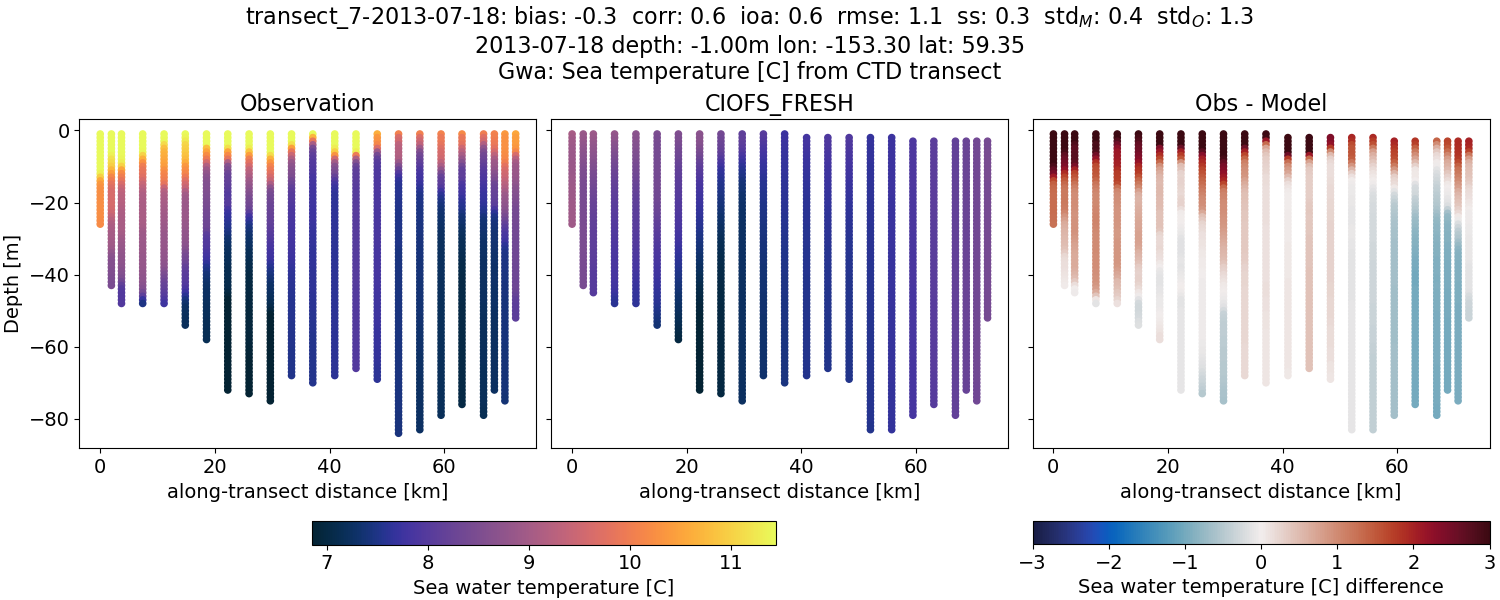 transect_7-2013-07-18: bias: -0.3  corr: 0.6  ioa: 0.6  rmse: 1.1  ss: 0.3  std_M: 0.4  std_O: 1.3
2013-07-18 depth: -1.00m lon: -153.30 lat: 59.35
Gwa: Sea temperature [C] from CTD transect
Observation
CIOFS_FRESH
Obs - Model
Depth [m]
0
−20
−40
−60
−80
0 20 40 60
0 20 40 60
0 20 40 60
along-transect distance [km]
along-transect distance [km]
along-transect distance [km]
7 8 9 10 11
Sea water temperature [C]
−3 −2 −1 0 1 2 3
Sea water temperature [C] difference